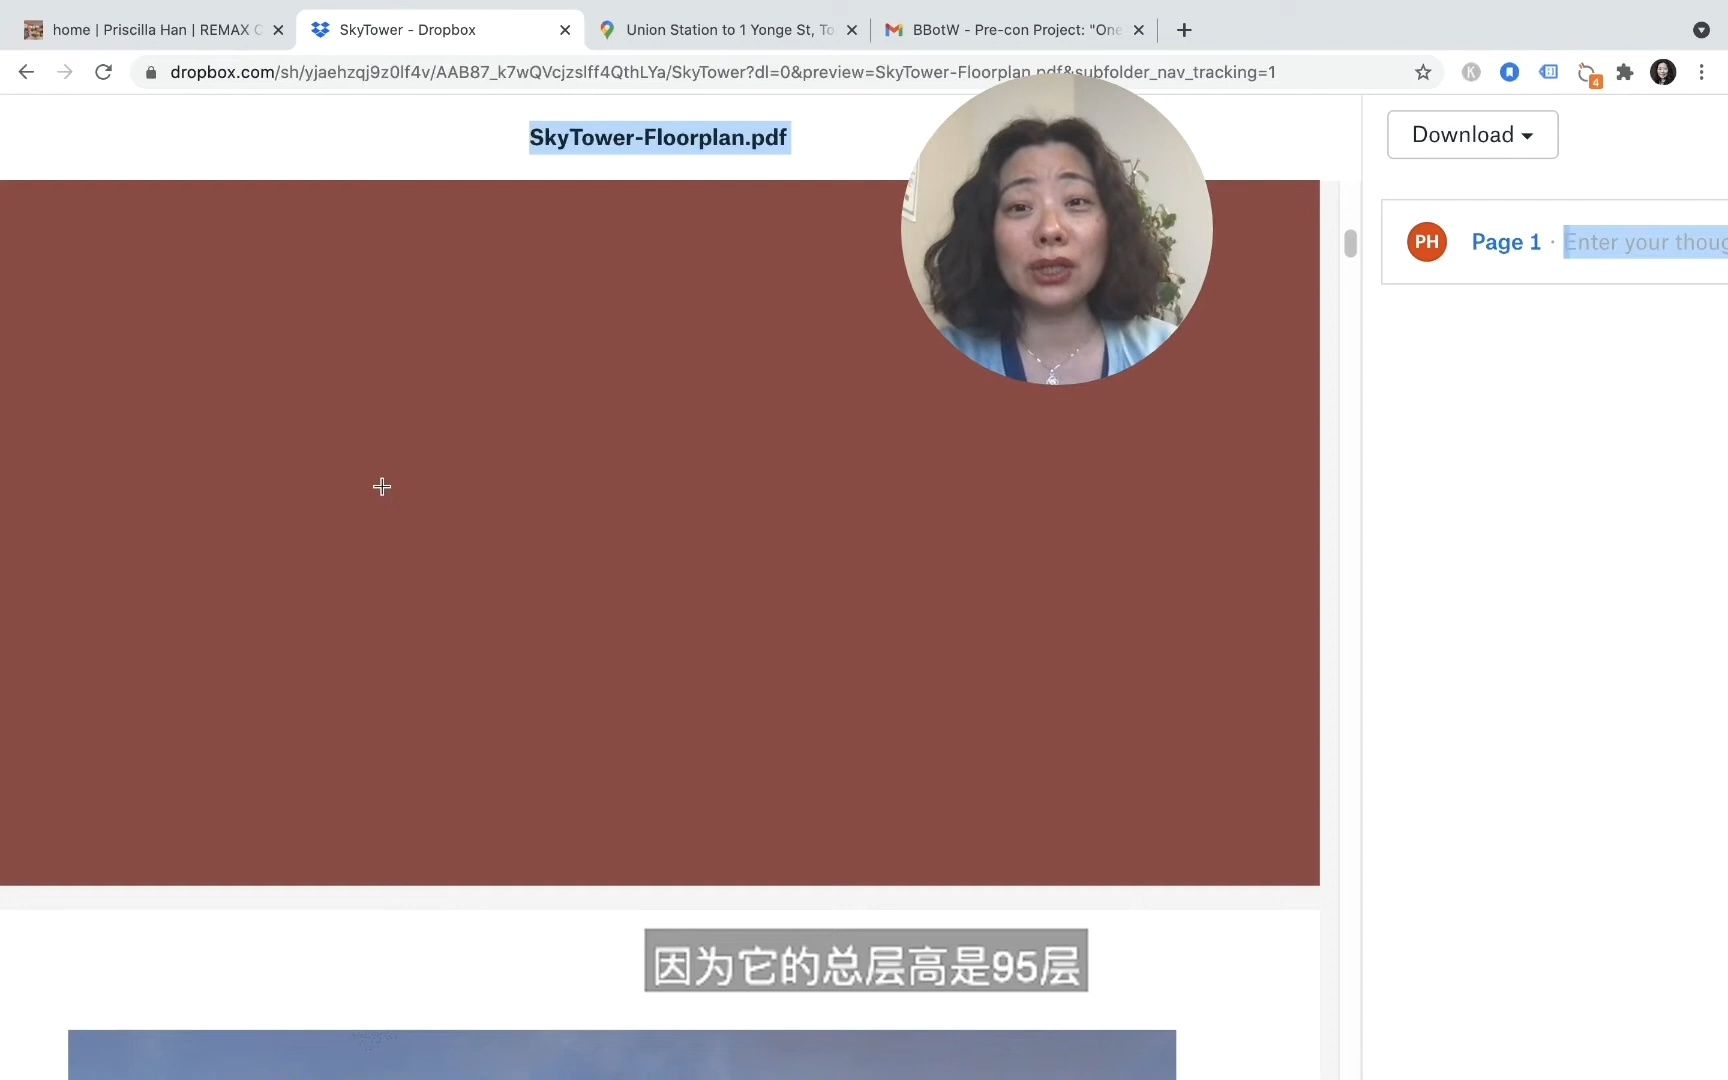 home | Priscilla Han | REMAX C
SkyTower - Dropbox
Union Station to 1 Yonge St, To
BBotW - Pre-con Project: "One
dropbox.com/sh/yjaehzqj9z0lf4v/AAB87_k7wQVcjzslff4QthLYa/SkyTower?dl=0&preview=SkyTower-Floorplan.pdf&subfolder_nav_tracking=1
K
4
SkyTower-Floorplan.pdf
Download
PH Page 1 · Enter your thoug
因为它的总层高是95层